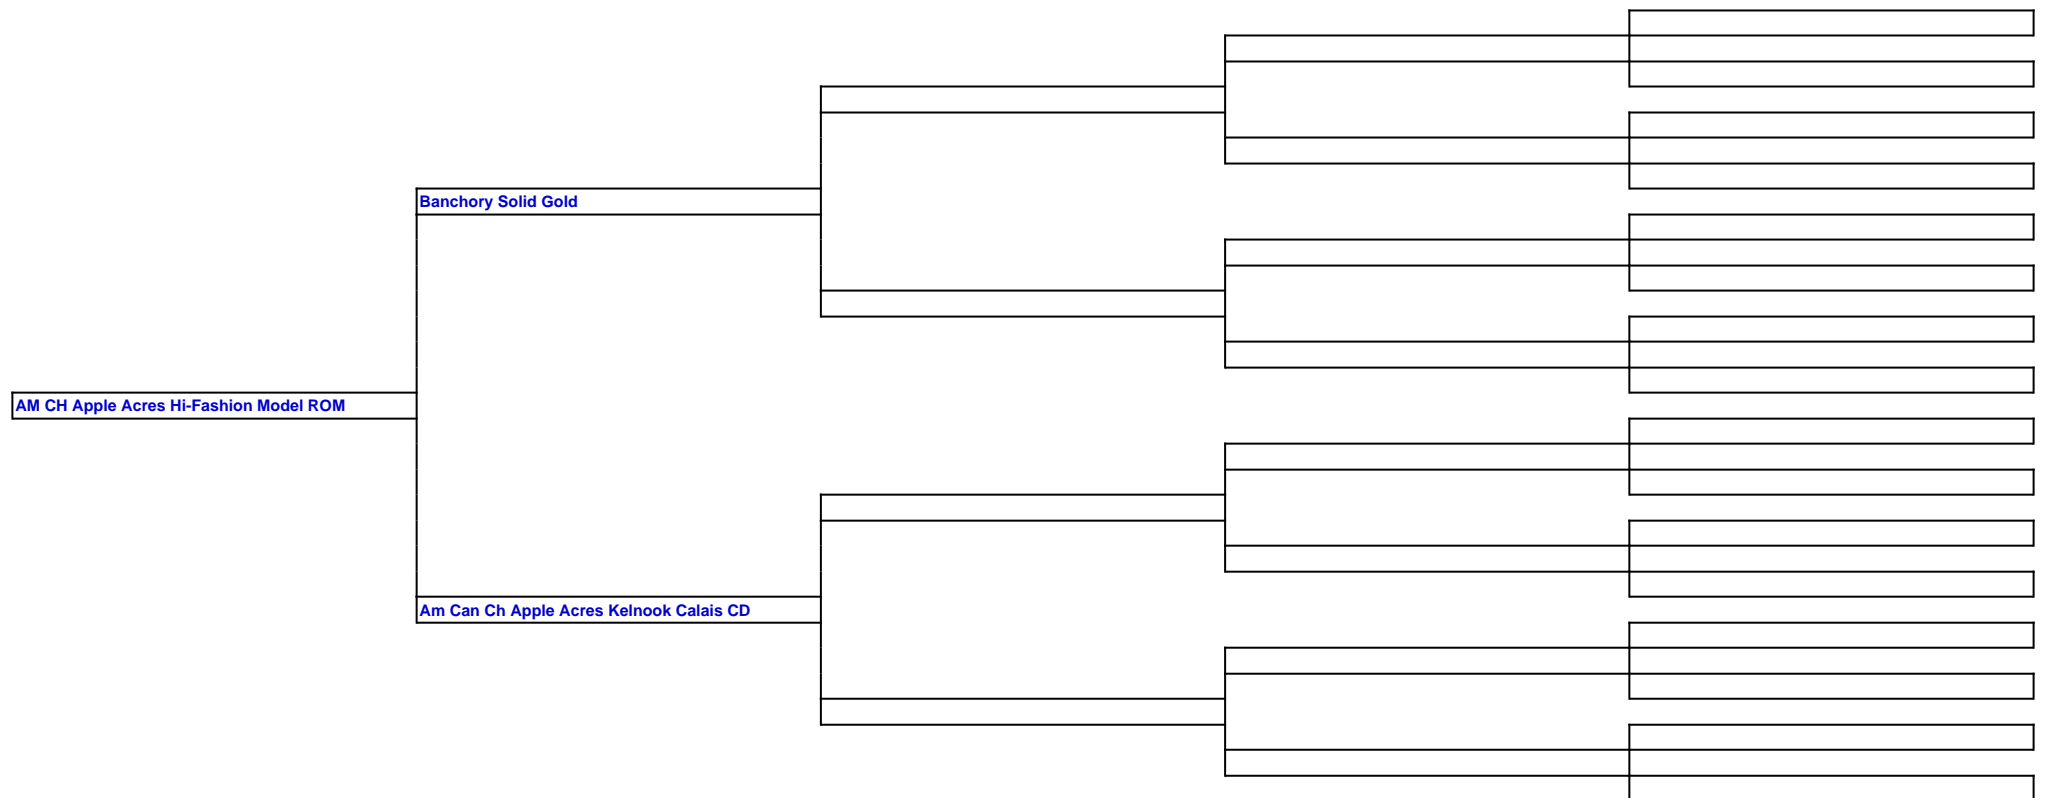 Banchory Solid Gold
AM CH Apple Acres Hi-Fashion Model ROM
Am Can Ch Apple Acres Kelnook Calais CD